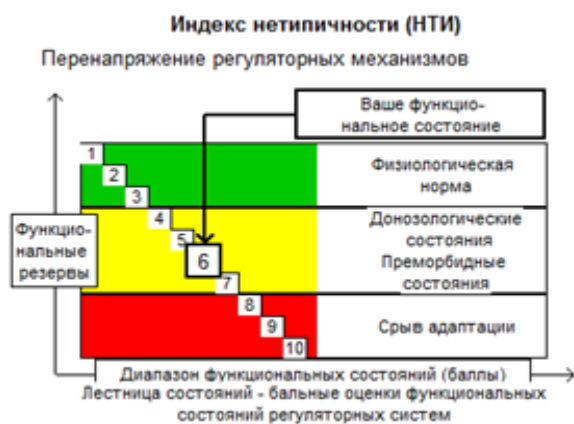 Индекс нетипичности (НТИ)
Перенапряжение регуляторных механизмов
Ваше функцио-
нальное состояние
1
2
3
Физиологическая
норма
4
5
6
7
Донозологические
состояния
Преморбидные
состояния
Функцио-
нальные
резервы
8
9
10
Срыв адаптации
Диапазон функциональных состояний (баллы)
Лестница состояний - бальные оценки функциональных
состояний регуляторных систем